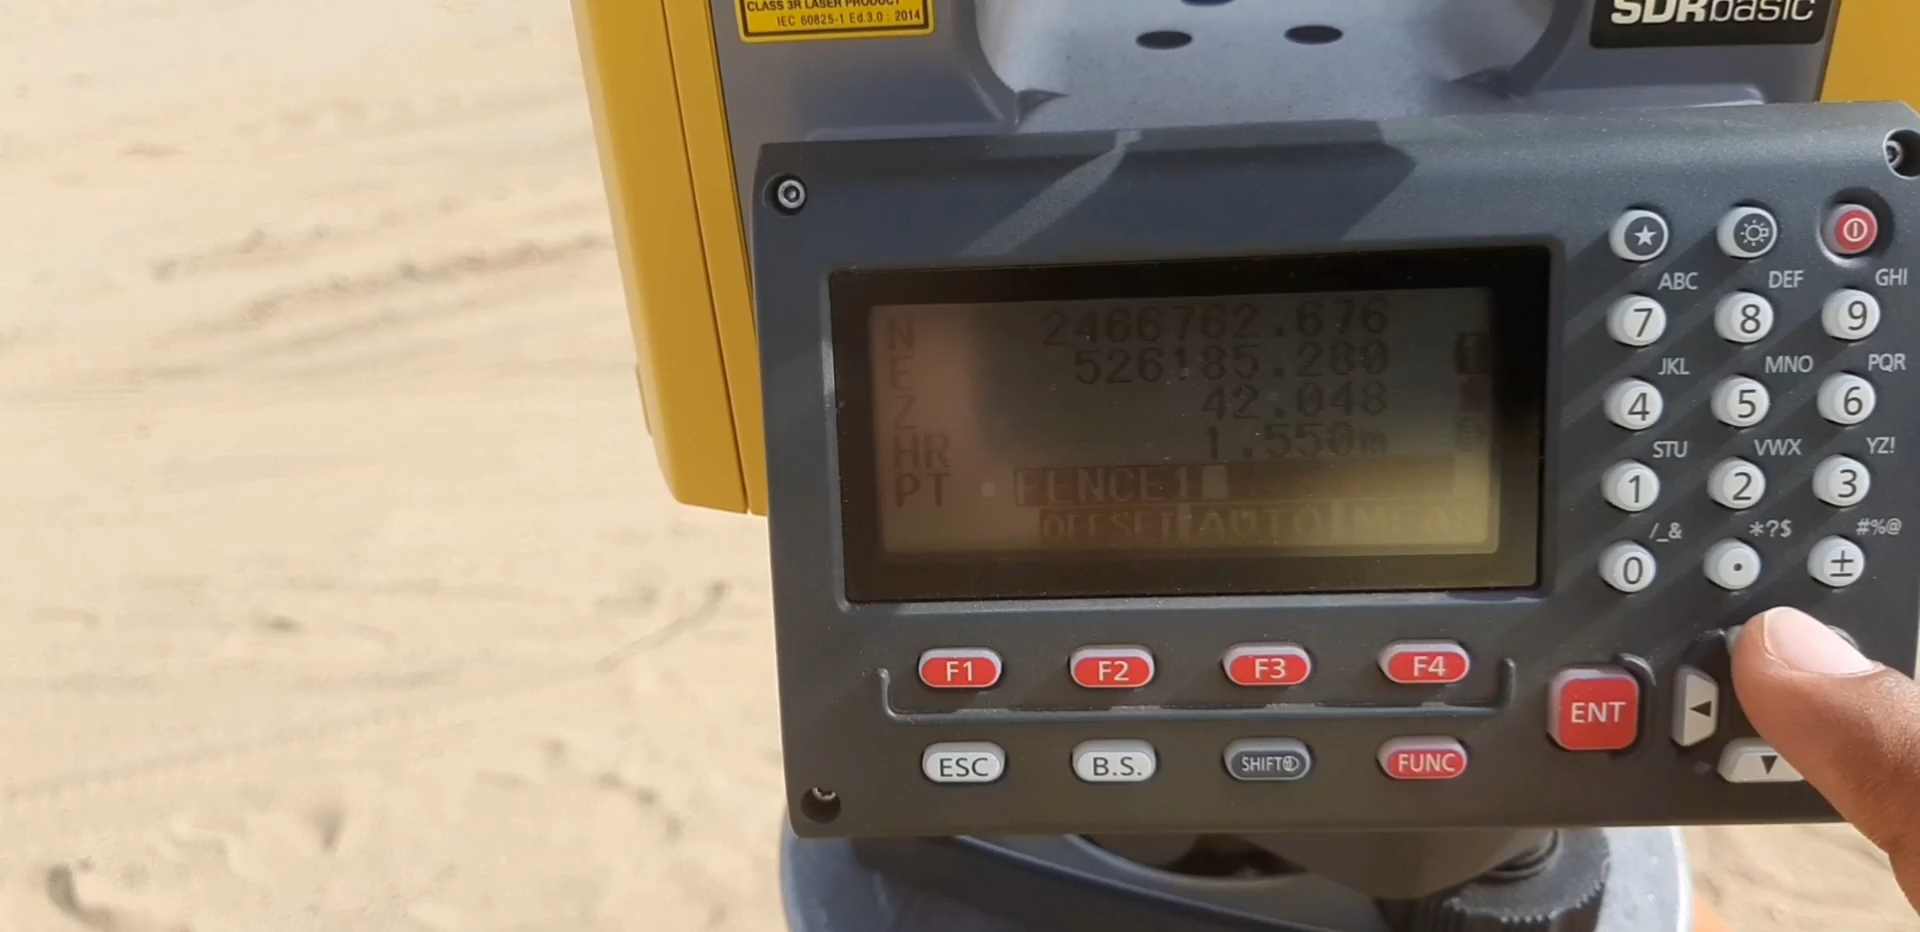 CLASS 3R LASER PRODUCT
IEC 60825-1 Ed.3.0 : 2014
SDRbasic
N 2466762.676
E 526185.280
Z 42.048
HR 1.550m
PT FENCE1
OFFSET AUTO MEAS
ABC DEF GHI
7 8 9
JKL MNO PQR
4 5 6
STU VWX YZ!
1 2 3
/_& *?$ #%@
0 . ±
F1 F2 F3 F4
ENT
ESC B.S. SHIFT FUNC